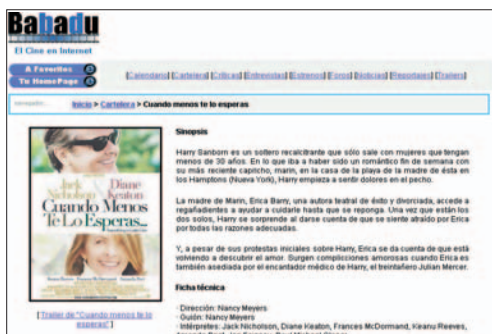 Babadu
El Cine en Internet
A Favoritos
Tu HomePage
[Calendario] [Cartelera] [Críticas] [Entrevistas] [Estrenos] [Foros] [Noticias] [Reportajes] [Trailers]
Inicio > Cartelera > Cuando menos te lo esperas
Jack Nicholson
Diane Keaton
Cuando Menos
Te Lo Esperas...
[Trailer de "Cuando menos te lo
esperas"]
Sinopsis
Harry Sanborn es un soltero recalcitrante que sólo sale con mujeres que tengan
menos de 30 años. En lo que iba a haber sido un romántico fin de semana con
su más reciente capricho, marin, en la casa de la playa de la madre de ésta en
los Hamptons (Nueva York), Harry empieza a sentir dolores en el pecho.
La madre de Marin, Erica Barry, una autora teatral de éxito y divorciada, accede a
regañadientes a ayudar a cuidarle hasta que se reponga. Una vez que están los
dos solos, Harry se sorprende al darse cuenta de que se siente atraído por Erica
por todas las razones adecuadas.
Y, a pesar de sus protestas iniciales sobre Harry, Erica se da cuenta de que está
volviendo a descubrir el amor. Surgen complicciones amorosas cuando Erica es
también asediada por el encantador médico de Harry, el treintañero Julian Mercer.
Ficha técnica
· Dirección: Nancy Meyers
· Guión: Nancy Meyers
· Intérpretes: Jack Nicholson, Diane Keaton, Frances McDormand, Keanu Reeves,